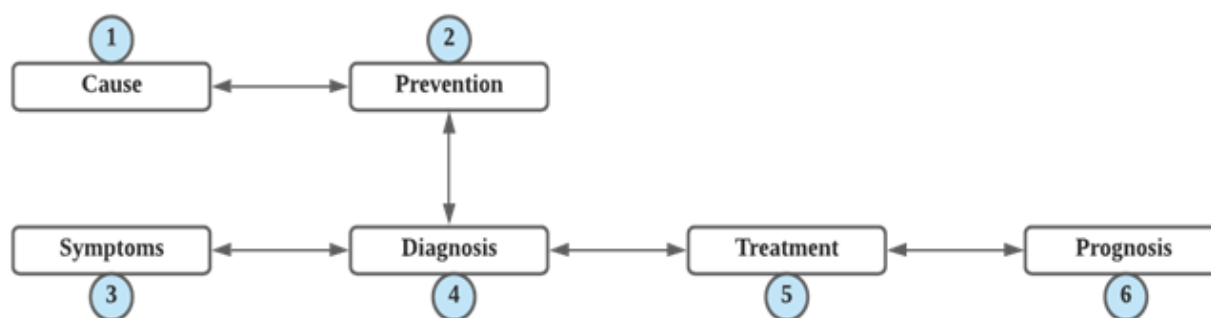 1
Cause
2
Prevention
Symptoms
3
Diagnosis
4
Treatment
5
Prognosis
6